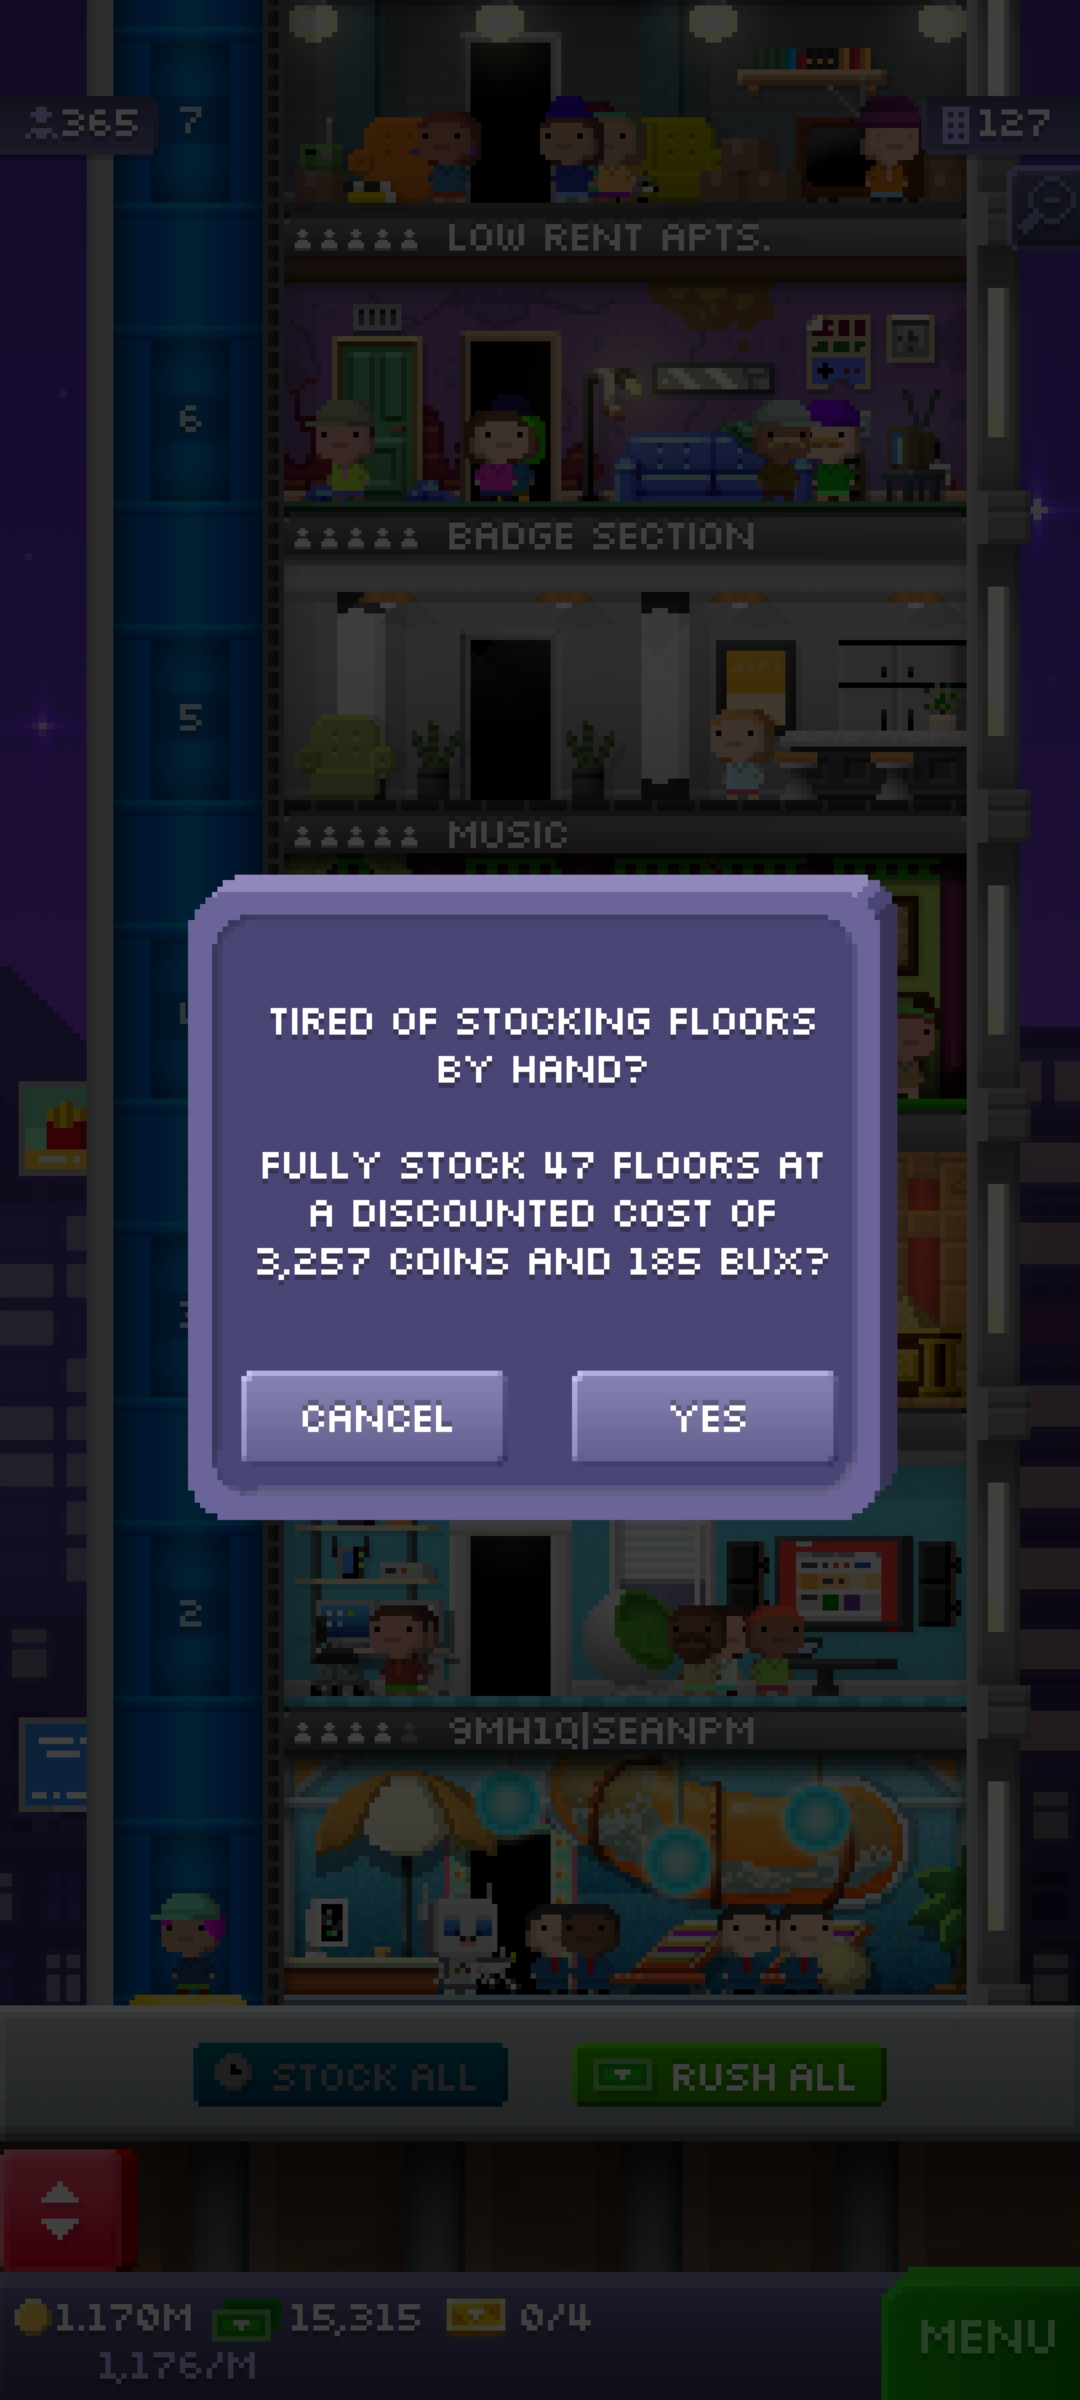 365
7
127
LOW RENT APTS.
6
BADGE SECTION
5
MUSIC
TIRED OF STOCKING FLOORS
BY HAND?
FULLY STOCK 47 FLOORS AT
A DISCOUNTED COST OF
3,257 COINS AND 185 BUX?
CANCEL
YES
2
9MH1Q|SEANPM
STOCK ALL
RUSH ALL
1.170M
15,315
0/4
1,176/M
MENU